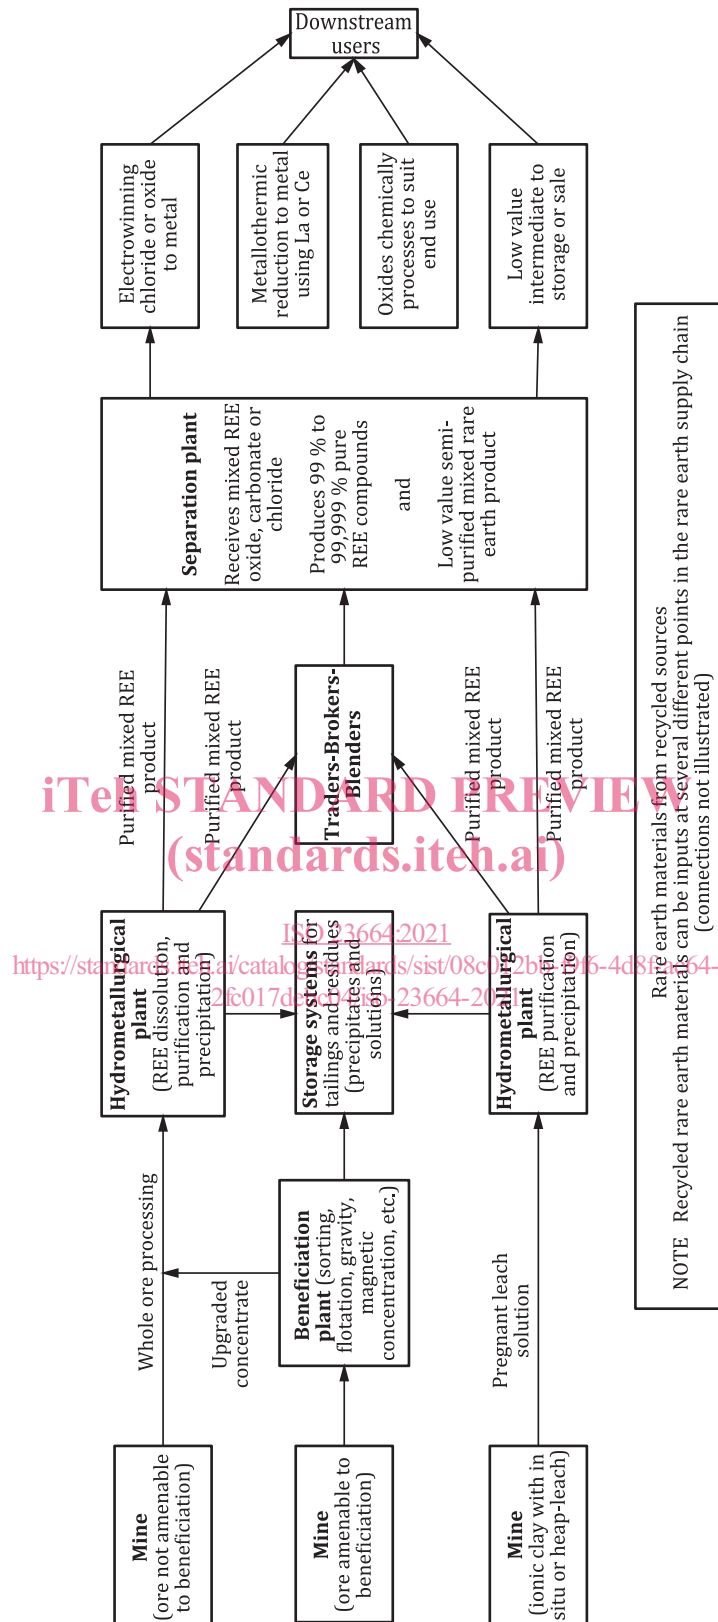 Downstream
users
Electrowinning
chloride or oxide
to metal
Metallothermic
reduction to metal
using La or Ce
Oxides chemically
processes to suit
end use
Low value
intermediate to
storage or sale
Separation plant
Receives mixed REE
oxide, carbonate or
chloride
Produces 99 % to
99,999 % pure
REE compounds
and
Low value semi-
purified mixed rare
earth product
Purified mixed REE
product
Purified mixed REE
product
Traders-Brokers-
Blenders
Purified mixed REE
product
Purified mixed REE
product
iTeh STANDARD PREVIEW
(standards.iteh.ai)
Hydrometallurgical
plant
(REE dissolution,
purification and
precipitation)
Storage systems for
tailings and residues
(precipitates and
solutions)
Hydrometallurgical
plant
(REE purification
and precipitation)
ISO 23664:2021
Whole ore processing
Upgraded
concentrate
Beneficiation
plant (sorting,
flotation, gravity,
magnetic
concentration, etc.)
Pregnant leach
solution
Mine
(ore not amenable
to beneficiation)
Mine
(ore amenable to
beneficiation)
Mine
(ionic clay with in
situ or heap-leach)
Rare earth materials from recycled sources
NOTE Recycled rare earth materials can be inputs at several different points in the rare earth supply chain
(connections not illustrated)